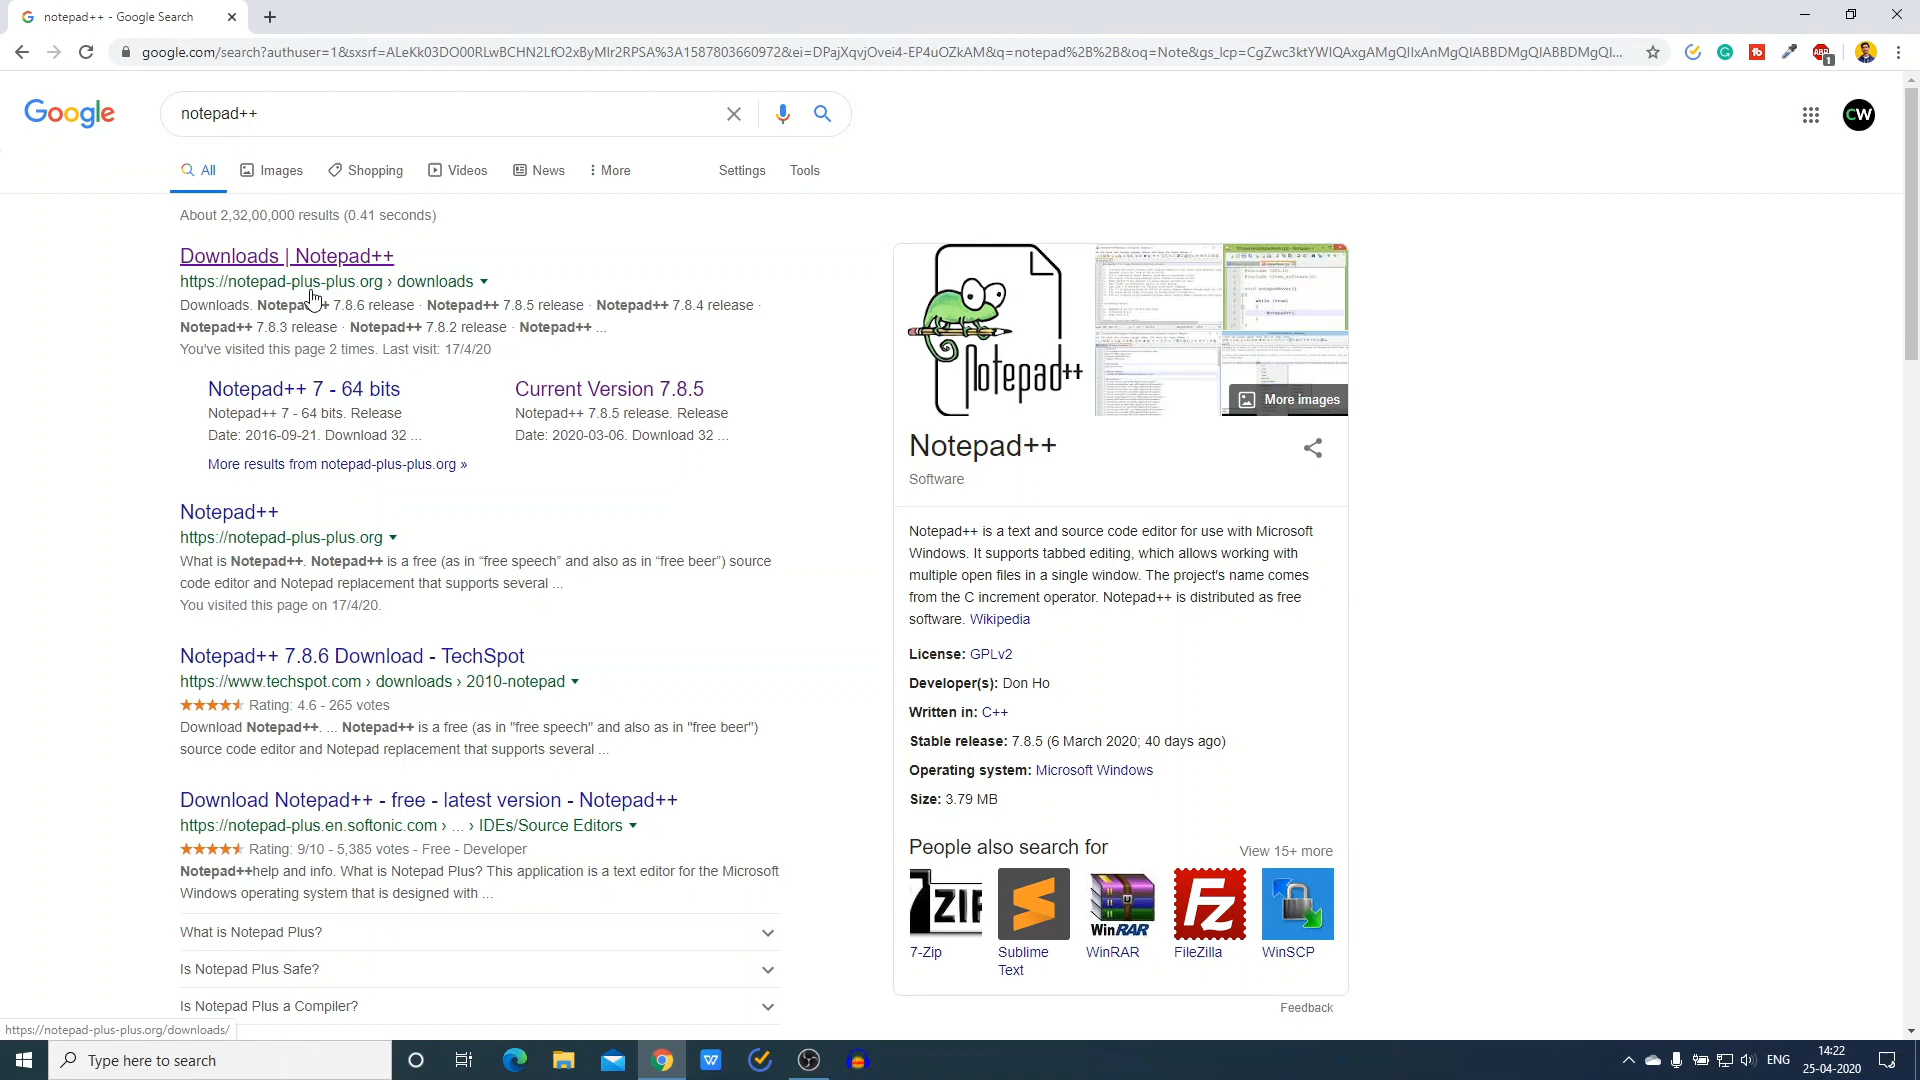 notepad++ - Google Search
google.com/search?authuser=1&sxsrf=ALeKk03DO00RLwBCHN2LfO2xByMlr2RPSA%3A1587803660972&ei=DPajXqvjOvei4-EP4uOZkAM&q=notepad%2B%2B&oq=Note&gs_lcp=CgZwc3ktYWIQAxgAMgQIIxAnMgQIABBDMgQIABBDMgQI...
ABP
1
Google
notepad++
CW
All
Images
Shopping
Videos
News
More
Settings
Tools
About 2,32,00,000 results (0.41 seconds)
Downloads | Notepad++
https://notepad-plus-plus.org › downloads
Downloads. Notepad++ 7.8.6 release · Notepad++ 7.8.5 release · Notepad++ 7.8.4 release ·
Notepad++ 7.8.3 release · Notepad++ 7.8.2 release · Notepad++ ...
You've visited this page 2 times. Last visit: 17/4/20
Notepad++ 7 - 64 bits
Notepad++ 7 - 64 bits. Release
Date: 2016-09-21. Download 32 ...
Current Version 7.8.5
Notepad++ 7.8.5 release. Release
Date: 2020-03-06. Download 32 ...
More results from notepad-plus-plus.org »
Notepad++
https://notepad-plus-plus.org
What is Notepad++. Notepad++ is a free (as in “free speech” and also as in “free beer”) source
code editor and Notepad replacement that supports several ...
You visited this page on 17/4/20.
Notepad++ 7.8.6 Download - TechSpot
https://www.techspot.com › downloads › 2010-notepad
Rating: 4.6 - 265 votes
Download Notepad++. ... Notepad++ is a free (as in "free speech" and also as in "free beer")
source code editor and Notepad replacement that supports several ...
Download Notepad++ - free - latest version - Notepad++
https://notepad-plus.en.softonic.com › ... › IDEs/Source Editors
Rating: 9/10 - 5,385 votes - Free - Developer
Notepad++help and info. What is Notepad Plus? This application is a text editor for the Microsoft
Windows operating system that is designed with ...
What is Notepad Plus?
Is Notepad Plus Safe?
Is Notepad Plus a Compiler?
Notepad++
More images
Notepad++
Software
Notepad++ is a text and source code editor for use with Microsoft
Windows. It supports tabbed editing, which allows working with
multiple open files in a single window. The project's name comes
from the C increment operator. Notepad++ is distributed as free
software. Wikipedia
License: GPLv2
Developer(s): Don Ho
Written in: C++
Stable release: 7.8.5 (6 March 2020; 40 days ago)
Operating system: Microsoft Windows
Size: 3.79 MB
People also search for
View 15+ more
7-Zip
Sublime
Text
WinRAR
WinRAR
FileZilla
WinSCP
Feedback
https://notepad-plus-plus.org/downloads/
Type here to search
ENG
14:22
25-04-2020